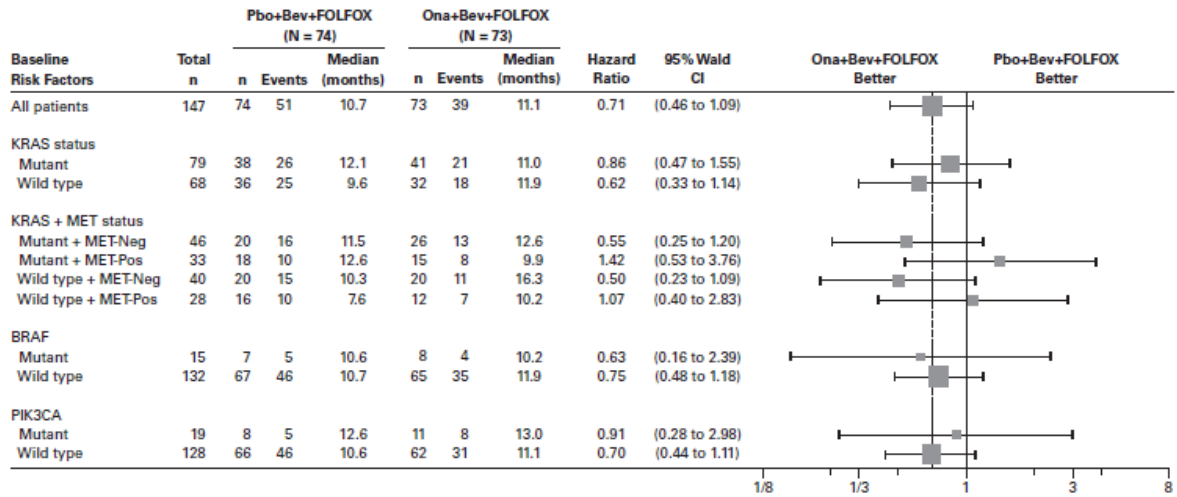 Pbo+Bev+FOLFOX Ona+Bev+FOLFOX
(N = 74) (N = 73)
Baseline Total Median Median Hazard 95% Wald Ona+Bev+FOLFOX Pbo+Bev+FOLFOX
Risk Factors n n Events (months) n Events (months) Ratio CI Better Better
All patients 147 74 51 10.7 73 39 11.1 0.71 (0.46 to 1.09)
KRAS status
Mutant 79 38 26 12.1 41 21 11.0 0.86 (0.47 to 1.55)
Wild type 68 36 25 9.6 32 18 11.9 0.62 (0.33 to 1.14)
KRAS + MET status
Mutant + MET-Neg 46 20 16 11.5 26 13 12.6 0.55 (0.25 to 1.20)
Mutant + MET-Pos 33 18 10 12.6 15 8 9.9 1.42 (0.53 to 3.76)
Wild type + MET-Neg 40 20 15 10.3 20 11 16.3 0.50 (0.23 to 1.09)
Wild type + MET-Pos 28 16 10 7.6 12 7 10.2 1.07 (0.40 to 2.83)
BRAF
Mutant 15 7 5 10.6 8 4 10.2 0.63 (0.16 to 2.39)
Wild type 132 67 46 10.7 65 35 11.9 0.75 (0.48 to 1.18)
PIK3CA
Mutant 19 8 5 12.6 11 8 13.0 0.91 (0.28 to 2.98)
Wild type 128 66 46 10.6 62 31 11.1 0.70 (0.44 to 1.11)
1/8 1/3 1 3 8